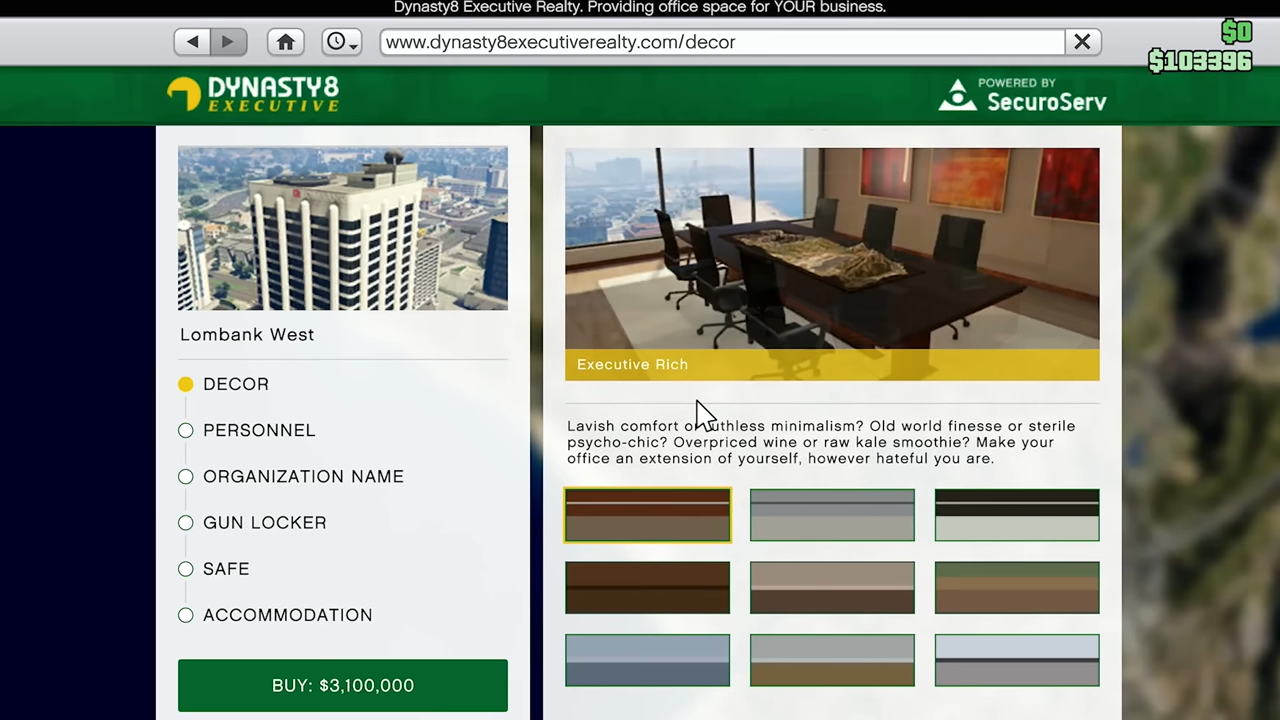 Dynasty8 Executive Realty. Providing office space for YOUR business.
www.dynasty8executiverealty.com/decor
$0
$103396
DYNASTY 8
EXECUTIVE
POWERED BY
SecuroServ
Lombank West
DECOR
PERSONNEL
ORGANIZATION NAME
GUN LOCKER
SAFE
ACCOMMODATION
BUY: $3,100,000
Executive Rich
Lavish comfort or ruthless minimalism? Old world finesse or sterile
psycho-chic? Overpriced wine or raw kale smoothie? Make your
office an extension of yourself, however hateful you are.